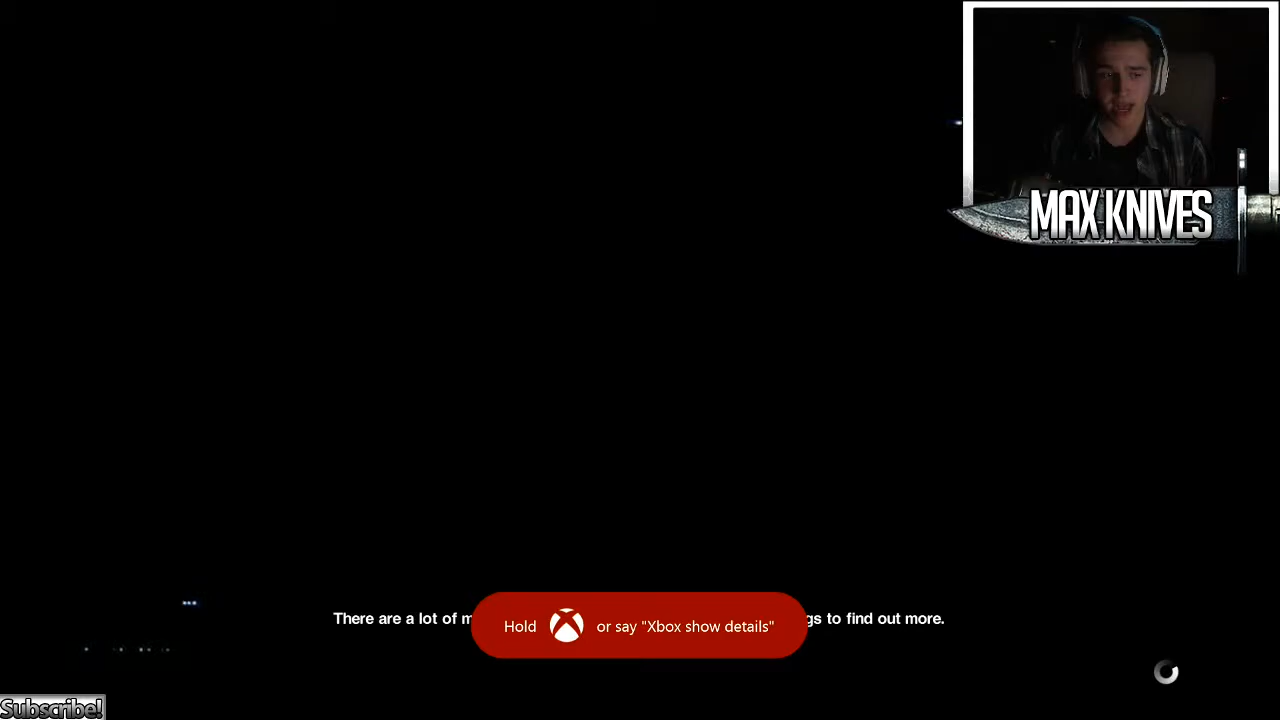 MAX KNIVES
There are a lot of m
gs to find out more.
Hold or say "Xbox show details"
Subscribe!